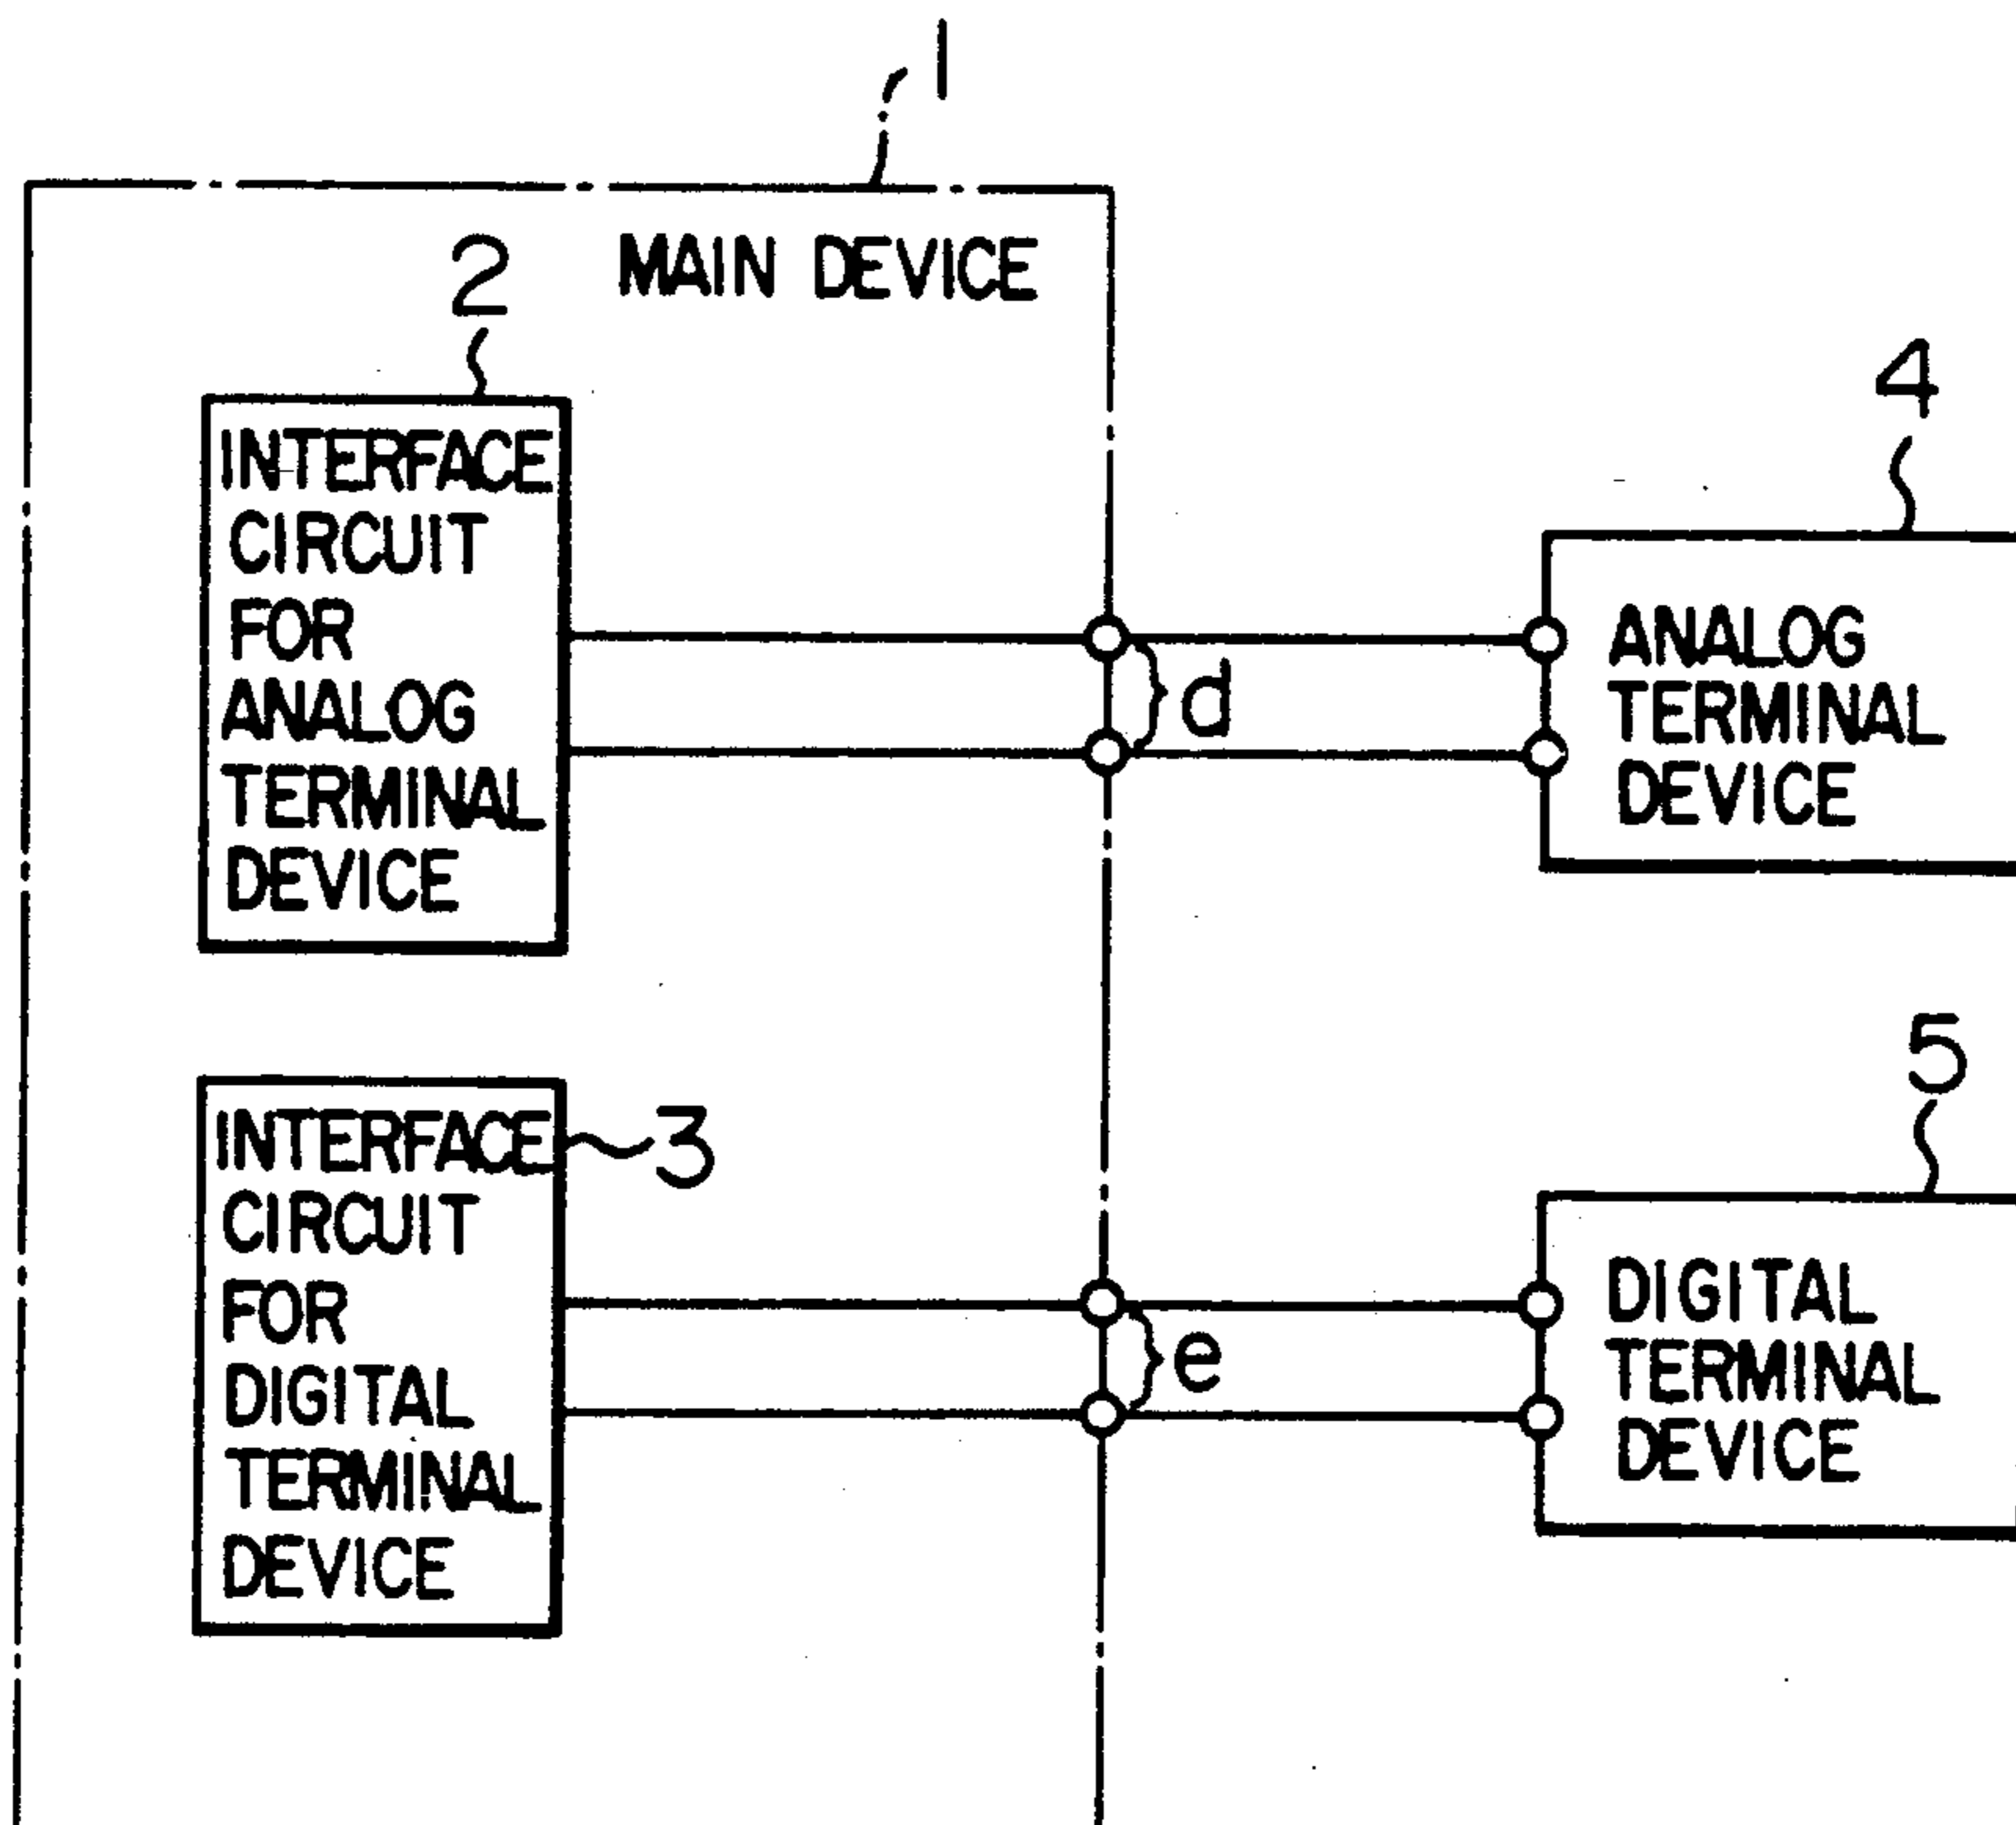 1
MAIN DEVICE
2
INTERFACE
CIRCUIT
FOR
ANALOG
TERMINAL
DEVICE
d
4
ANALOG
TERMINAL
DEVICE
3
INTERFACE
CIRCUIT
FOR
DIGITAL
TERMINAL
DEVICE
e
5
DIGITAL
TERMINAL
DEVICE